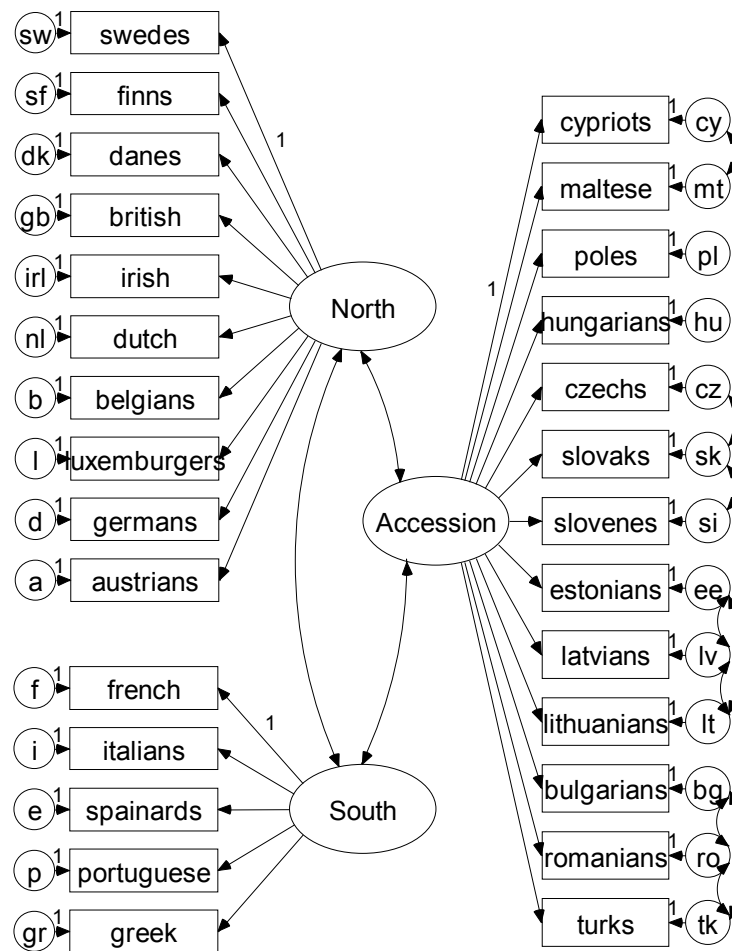 sw 1 swedes
sf 1 finns
dk 1 danes
gb 1 british
irl 1 irish
nl 1 dutch
b 1 belgians
l 1 luxemburgers
d 1 germans
a 1 austrians
1
North
f 1 french
i 1 italians
e 1 spainards
p 1 portuguese
gr 1 greek
1
South
Accession
1
cypriots 1 cy
maltese 1 mt
poles 1 pl
hungarians 1 hu
czechs 1 cz
slovaks 1 sk
slovenes 1 si
estonians 1 ee
latvians 1 lv
lithuanians 1 lt
bulgarians 1 bg
romanians 1 ro
turks 1 tk